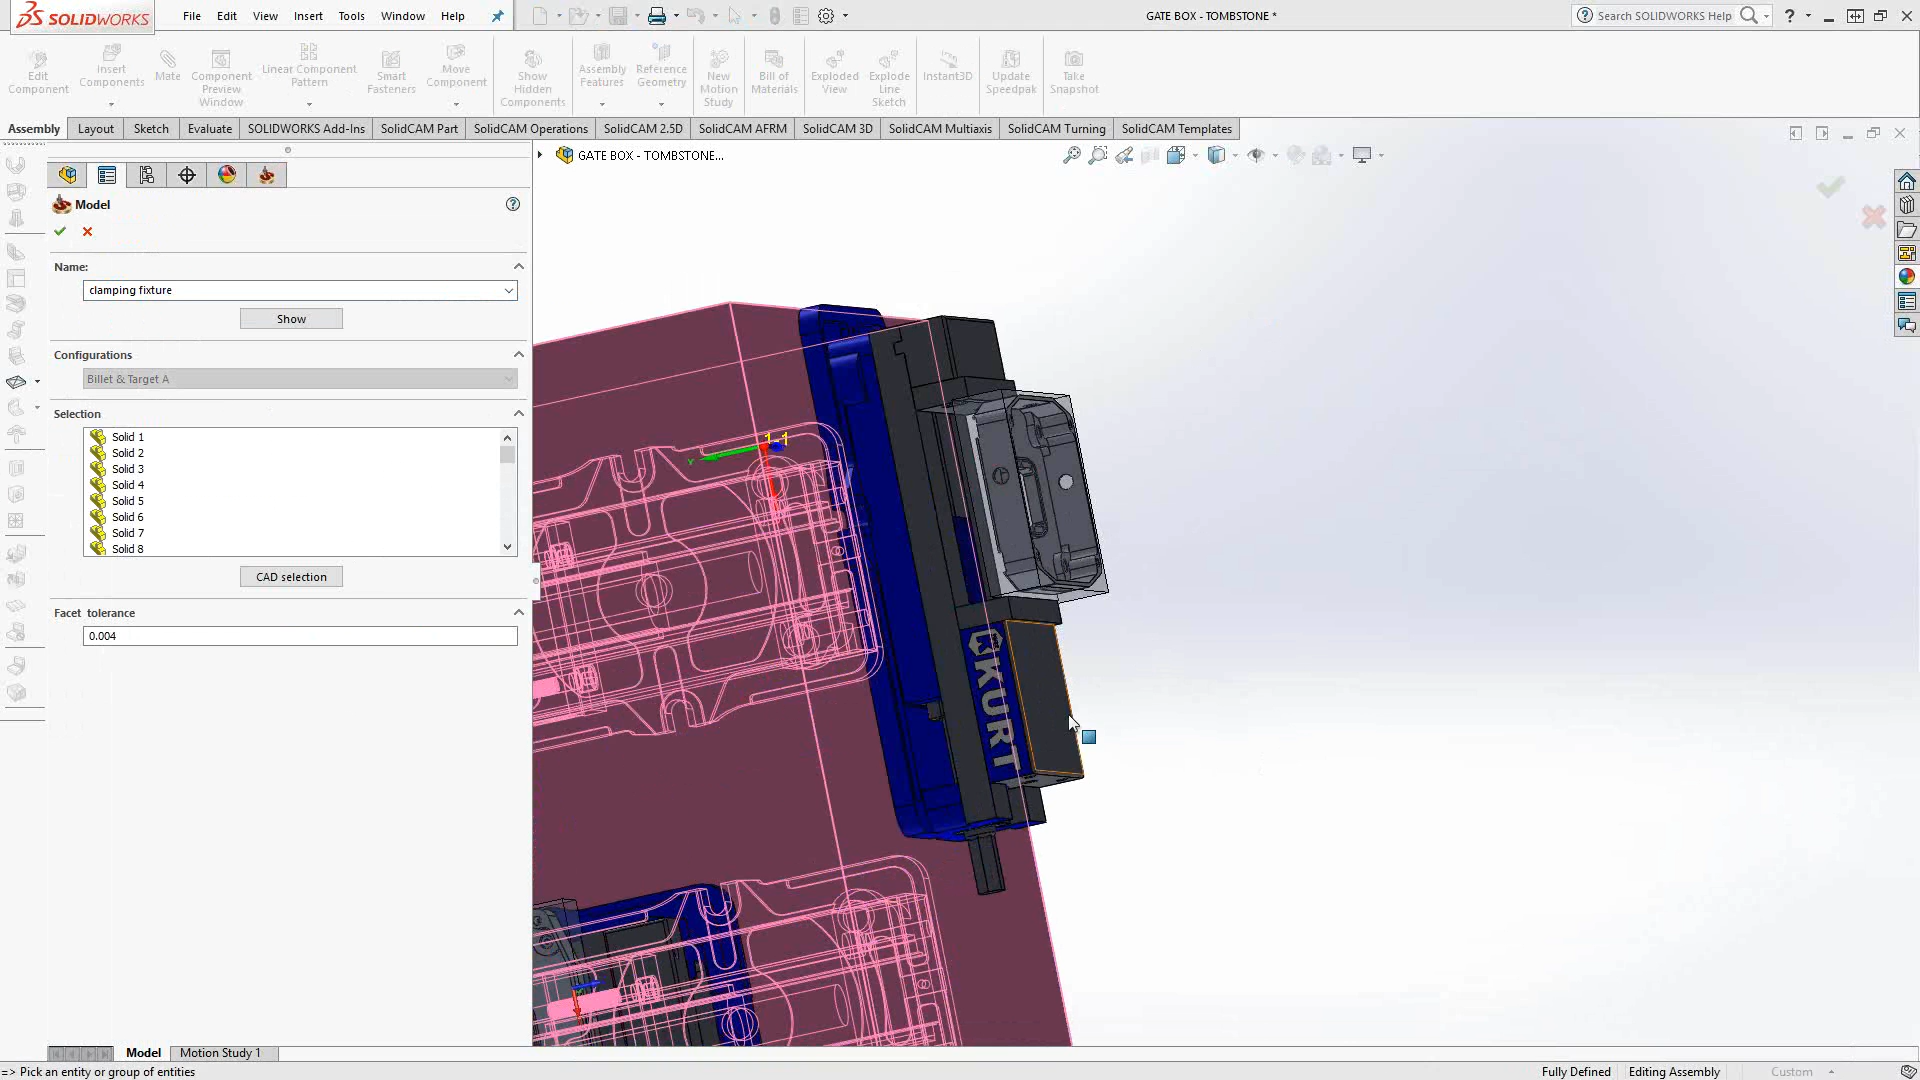 SOLIDWORKS
File Edit View Insert Tools Window Help
GATE BOX - TOMBSTONE *
Search SOLIDWORKS Help
Edit Component
Insert Components
Mate
Component Preview Window
Linear Component Pattern
Smart Fasteners
Move Component
Show Hidden Components
Assembly Features
Reference Geometry
New Motion Study
Bill of Materials
Exploded View
Explode Line Sketch
Instant3D
Update Speedpak
Take Snapshot
Assembly Layout Sketch Evaluate SOLIDWORKS Add-Ins SolidCAM Part SolidCAM Operations SolidCAM 2.5D SolidCAM AFRM SolidCAM 3D SolidCAM Multiaxis SolidCAM Turning SolidCAM Templates
GATE BOX - TOMBSTONE...
Model
Name:
clamping fixture
Show
Configurations
Billet & Target A
Selection
Solid 1
Solid 2
Solid 3
Solid 4
Solid 5
Solid 6
Solid 7
Solid 8
CAD selection
Facet tolerance
0.004
1-1
Y
KURT
Model Motion Study 1
=> Pick an entity or group of entities
Fully Defined Editing Assembly Custom